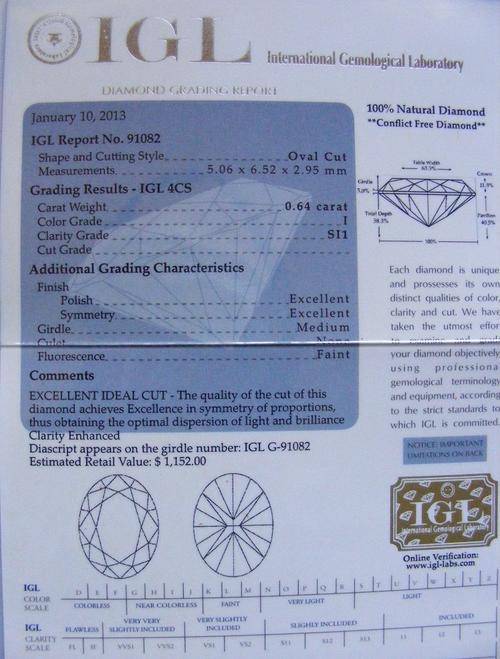 IGL International Gemological Laboratory
DIAMOND GRADING REPORT
January 10, 2013
IGL Report No. 91082
Shape and Cutting Style Oval Cut
Measurements 5.06 x 6.52 x 2.95 mm
Grading Results - IGL 4CS
Carat Weight 0.64 carat
Color Grade I
Clarity Grade SI1
Cut Grade
Additional Grading Characteristics
Finish
Polish Excellent
Symmetry Excellent
Girdle Medium
Culet None
Fluorescence Faint
Comments
EXCELLENT IDEAL CUT - The quality of the cut of this
diamond achieves Excellence in symmetry of proportions,
thus obtaining the optimal dispersion of light and brilliance
Clarity Enhanced
Diascript appears on the girdle number: IGL G-91082
Estimated Retail Value: $ 1,152.00
100% Natural Diamond
**Conflict Free Diamond**
Table Width
Girdle
Crown
Total Depth
Pavilion
100%
Each diamond is unique
and prossesses its own
distinct qualities of color,
clarity and cut. We have
taken the utmost effort
to examine and grade
your diamond objectively
using professional
gemological terminology
and equipment, according
to the strict standards to
which IGL is committed.
NOTICE: IMPORTANT
LIMITATIONS ON BACK
IGL
International Gemological Laboratory
Online Verification:
www.igl-labs.com
IGL
COLOR
SCALE
D E F G H I J K L M N O P Q R S T U V W X Y Z
COLORLESS NEAR COLORLESS FAINT VERY LIGHT LIGHT
IGL
CLARITY
SCALE
FLAWLESS VERY VERY SLIGHTLY INCLUDED VERY SLIGHTLY INCLUDED SLIGHTLY INCLUDED INCLUDED
FL IF VVS1 VVS2 VS1 VS2 SI1 SI2 SI3 I1 I2 I3